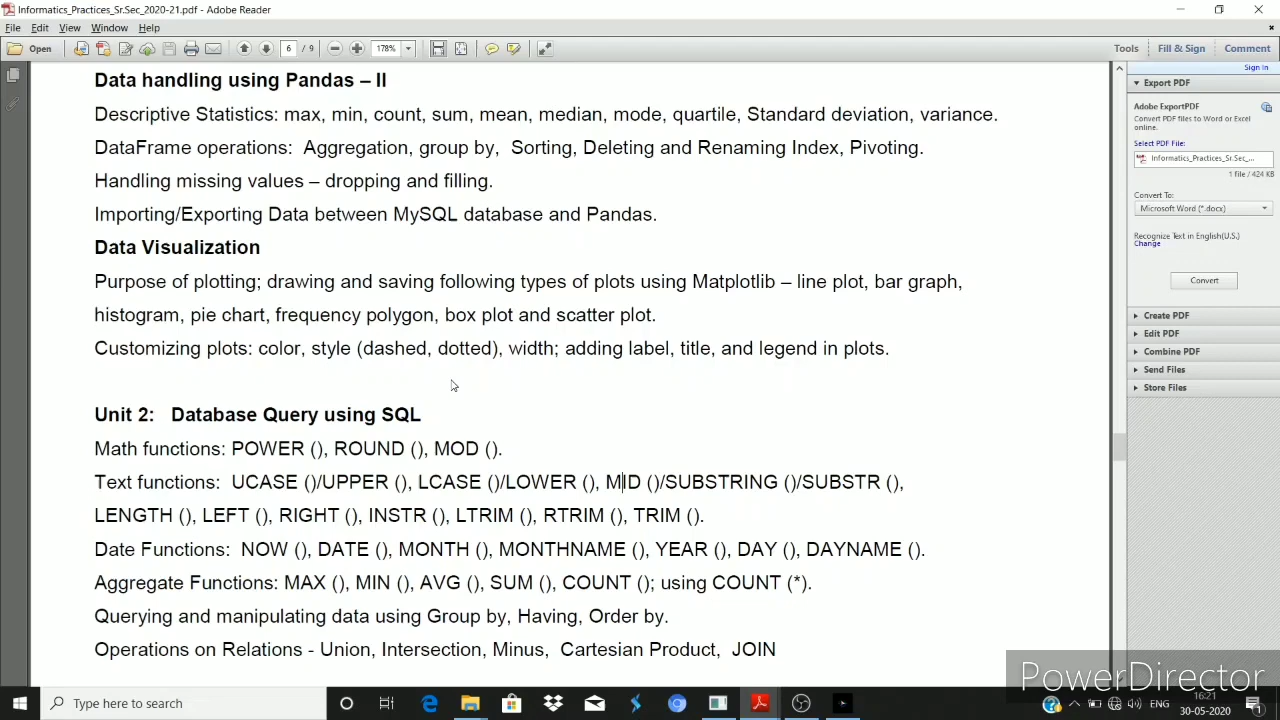 Informatics_Practices_Sr.Sec_2020-21.pdf - Adobe Reader
File Edit View Window Help
Open 6 / 9 178% Tools Fill & Sign Comment
Sign In
Export PDF
Adobe ExportPDF
Convert PDF files to Word or Excel online.
Select PDF File:
Informatics_Practices_Sr.Sec_...
1 file / 424 KB
Convert To:
Microsoft Word (*.docx)
Recognize Text in English(U.S.)
Change
Convert
Create PDF
Edit PDF
Combine PDF
Send Files
Store Files
Data handling using Pandas – II
Descriptive Statistics: max, min, count, sum, mean, median, mode, quartile, Standard deviation, variance.
DataFrame operations: Aggregation, group by, Sorting, Deleting and Renaming Index, Pivoting.
Handling missing values – dropping and filling.
Importing/Exporting Data between MySQL database and Pandas.
Data Visualization
Purpose of plotting; drawing and saving following types of plots using Matplotlib – line plot, bar graph,
histogram, pie chart, frequency polygon, box plot and scatter plot.
Customizing plots: color, style (dashed, dotted), width; adding label, title, and legend in plots.
Unit 2: Database Query using SQL
Math functions: POWER (), ROUND (), MOD ().
Text functions: UCASE ()/UPPER (), LCASE ()/LOWER (), MID ()/SUBSTRING ()/SUBSTR (),
LENGTH (), LEFT (), RIGHT (), INSTR (), LTRIM (), RTRIM (), TRIM ().
Date Functions: NOW (), DATE (), MONTH (), MONTHNAME (), YEAR (), DAY (), DAYNAME ().
Aggregate Functions: MAX (), MIN (), AVG (), SUM (), COUNT (); using COUNT (*).
Querying and manipulating data using Group by, Having, Order by.
Operations on Relations - Union, Intersection, Minus, Cartesian Product, JOIN
PowerDirector
Type here to search
ENG
16:21
30-05-2020